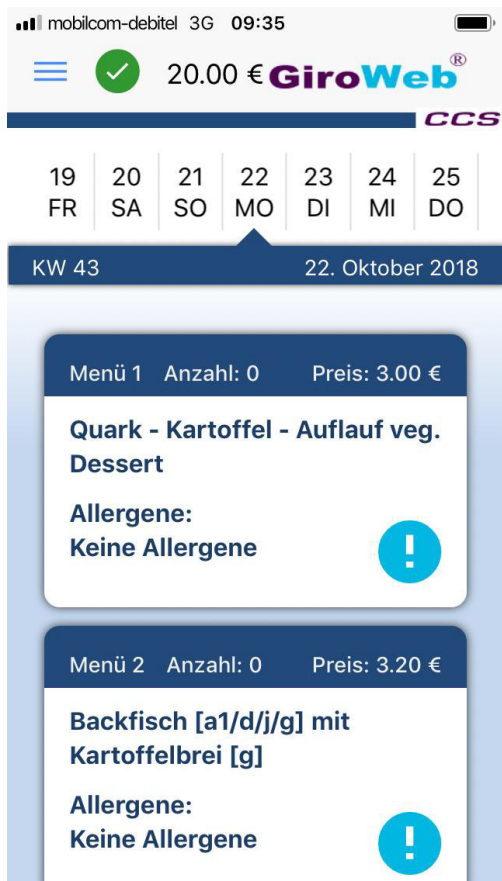 mobilcom-debitel 3G 09:35
20.00 € GiroWeb®
CCS
19 20 21 22 23 24 25
FR SA SO MO DI MI DO
KW 43 22. Oktober 2018
Menü 1 Anzahl: 0 Preis: 3.00 €
Quark - Kartoffel - Auflauf veg.
Dessert
Allergene:
Keine Allergene
!
Menü 2 Anzahl: 0 Preis: 3.20 €
Backfisch [a1/d/j/g] mit
Kartoffelbrei [g]
Allergene:
Keine Allergene
!